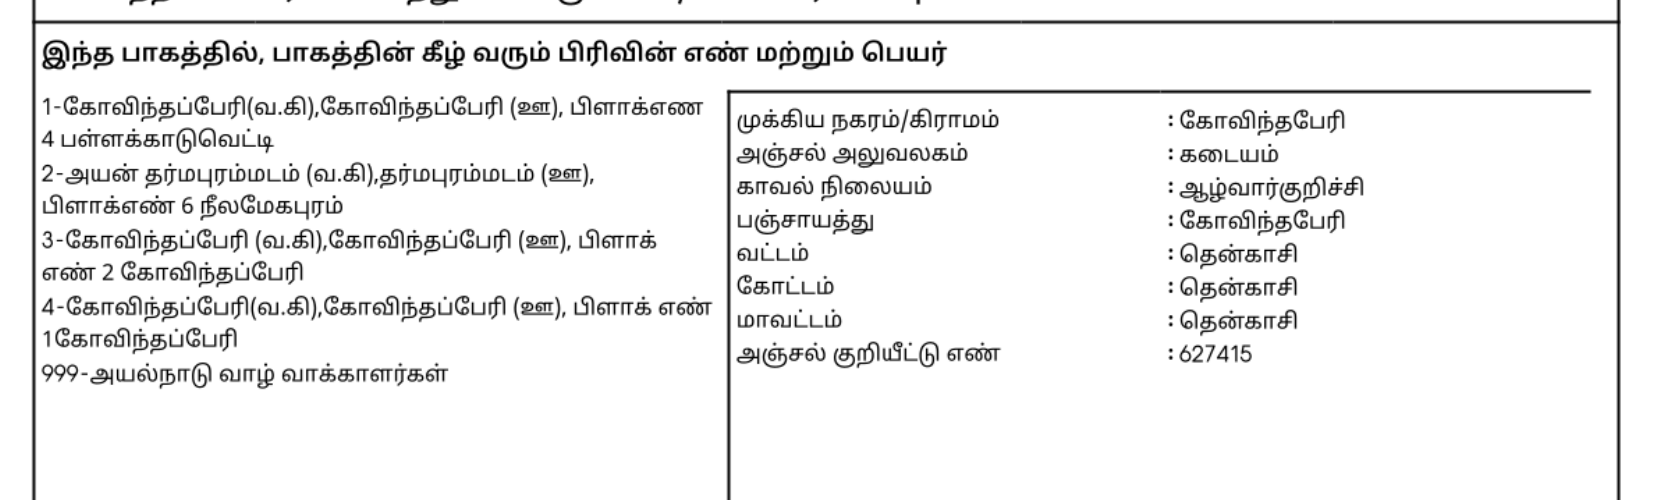 இந்த பாகத்தில், பாகத்தின் கீழ் வரும் பிரிவின் எண் மற்றும் பெயர்
1-கோவிந்தப்பேரி(வ.கி),கோவிந்தப்பேரி (ஊ), பிளாக்எண
4 பள்ளக்காடுவெட்டி
2-அயன் தர்மபுரம்மடம் (வ.கி),தர்மபுரம்மடம் (ஊ),
பிளாக்எண் 6 நீலமேகபுரம்
3-கோவிந்தப்பேரி (வ.கி),கோவிந்தப்பேரி (ஊ), பிளாக்
எண் 2 கோவிந்தப்பேரி
4-கோவிந்தப்பேரி(வ.கி),கோவிந்தப்பேரி (ஊ), பிளாக் எண்
1கோவிந்தப்பேரி
999-அயல்நாடு வாழ் வாக்காளர்கள்
முக்கிய நகரம்/கிராமம் : கோவிந்தபேரி
அஞ்சல் அலுவலகம் : கடையம்
காவல் நிலையம் : ஆழ்வார்குறிச்சி
பஞ்சாயத்து : கோவிந்தபேரி
வட்டம் : தென்காசி
கோட்டம் : தென்காசி
மாவட்டம் : தென்காசி
அஞ்சல் குறியீட்டு எண் : 627415